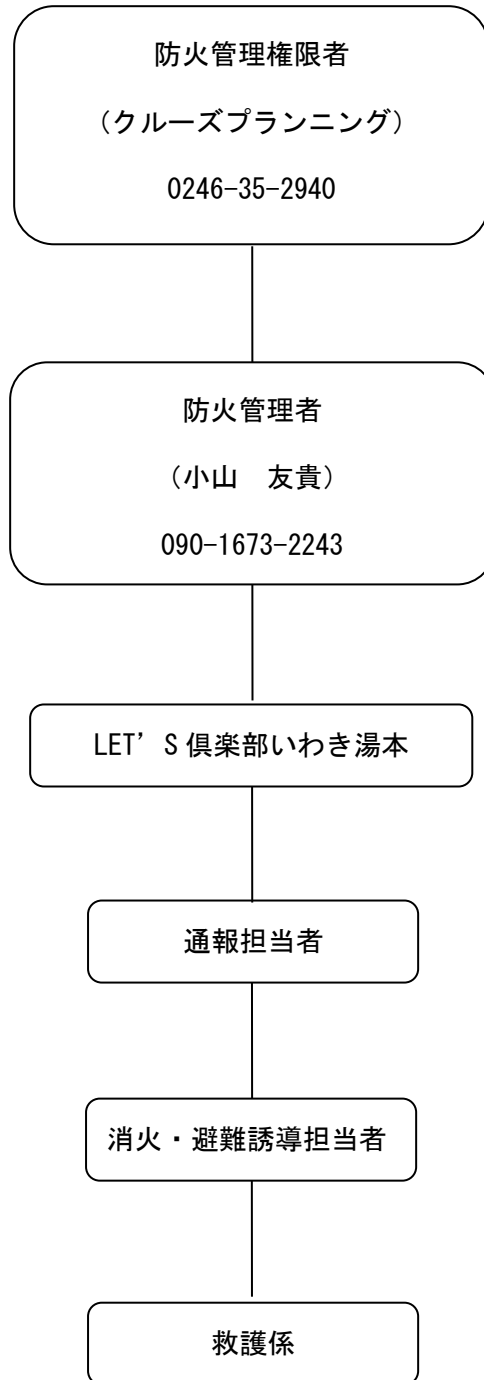 防火管理権限者
（クルーズプランニング）
0246-35-2940
防火管理者
（小山　友貴）
090-1673-2243
LET’S倶楽部いわき湯本
通報担当者
消火・避難誘導担当者
救護係